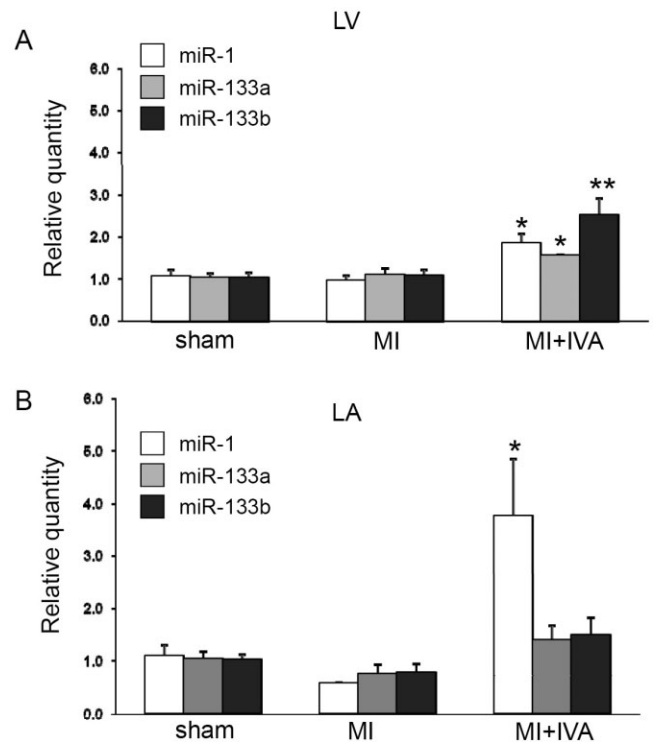 LV
A
miR-1
miR-133a
miR-133b
Relative quantity
6.0
5.0
4.0
3.0
2.0
1.0
0.0
* * **
sham MI MI+IVA
B
LA
miR-1
miR-133a
miR-133b
Relative quantity
6.0
5.0
4.0
3.0
2.0
1.0
0.0
*
sham MI MI+IVA